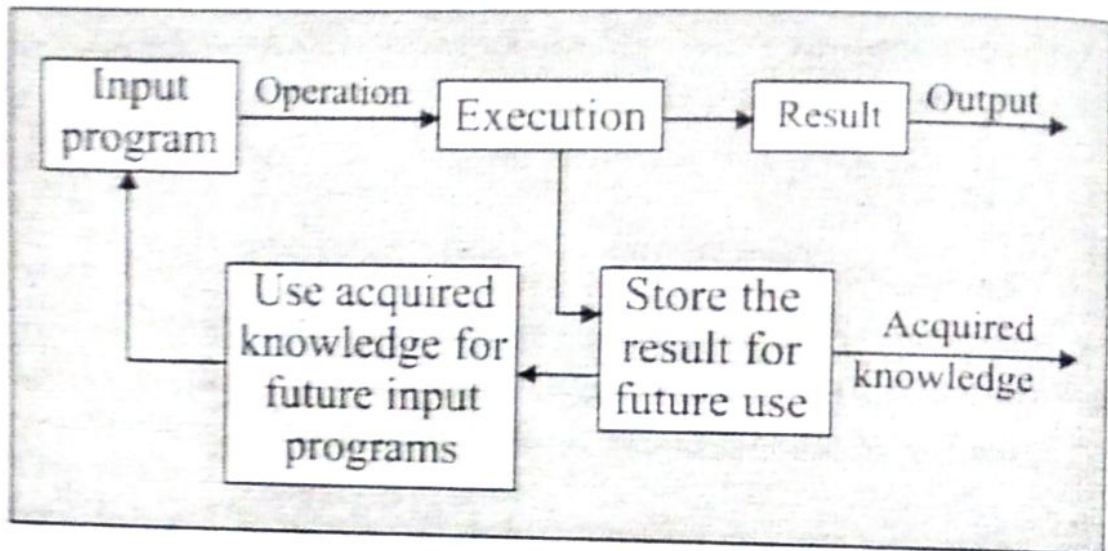 Input
program
Operation
Execution
Result
Output
Use acquired
knowledge for
future input
programs
Store the
result for
future use
Acquired
knowledge